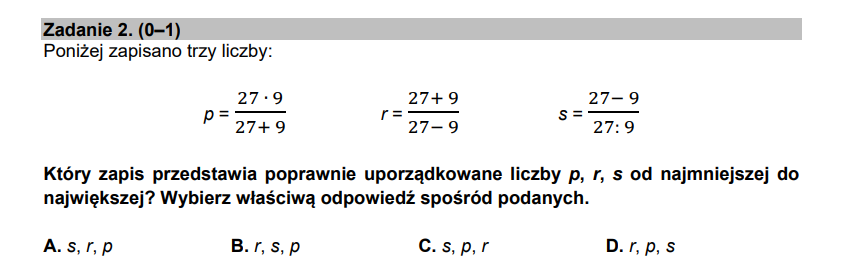 Zadanie 2. (0–1)
Poniżej zapisano trzy liczby:
p = \frac{27 · 9}{27+ 9} r = \frac{27+ 9}{27– 9} s = \frac{27– 9}{27: 9}
Który zapis przedstawia poprawnie uporządkowane liczby p, r, s od najmniejszej do
największej? Wybierz właściwą odpowiedź spośród podanych.
A. s, r, p B. r, s, p C. s, p, r D. r, p, s